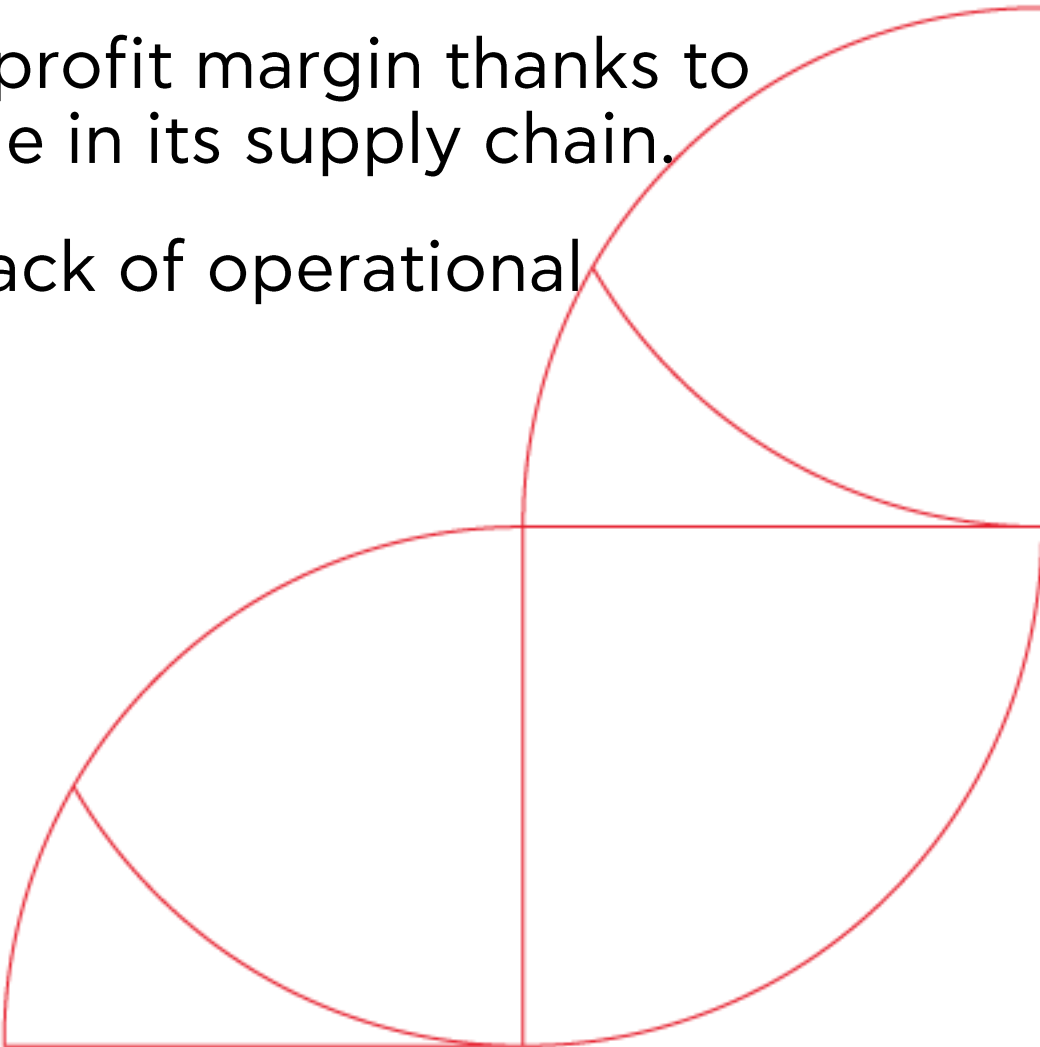 profit margin thanks to
e in its supply chain.
ack of operational